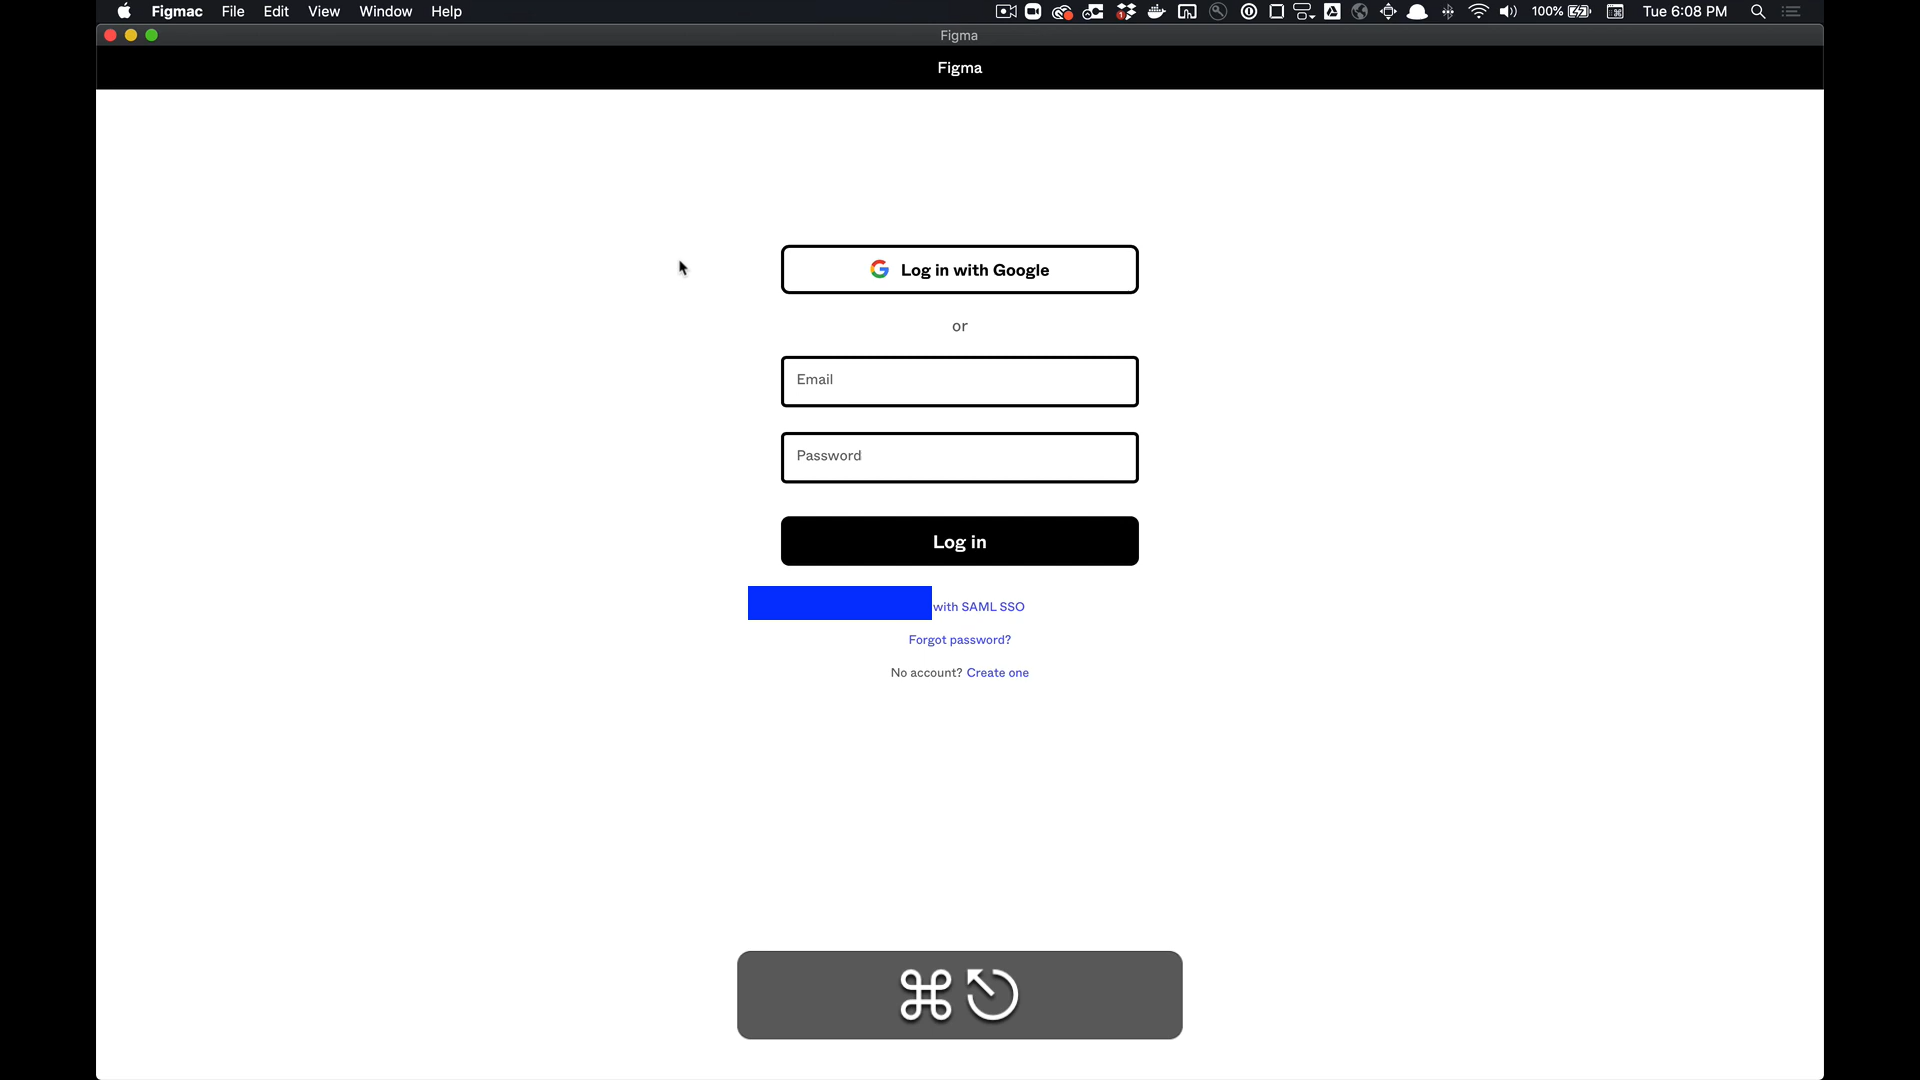 Figmac File Edit View Window Help 100% Tue 6:08 PM
Figma
Figma
Log in with Google
or
Email
Password
Log in
with SAML SSO
Forgot password?
No account? Create one
⌘